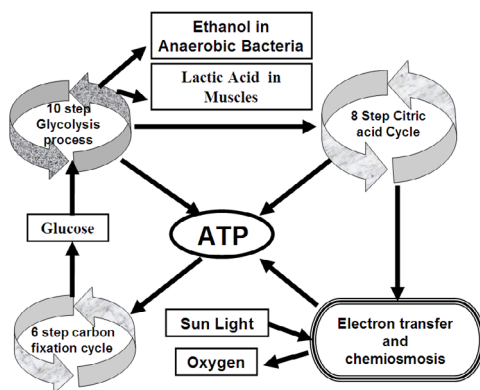 Ethanol in
Anaerobic Bacteria
Lactic Acid in
Muscles
10 step
Glycolysis
process
8 Step Citric
acid Cycle
Glucose
ATP
6 step carbon
fixation cycle
Sun Light
Oxygen
Electron transfer
and
chemiosmosis